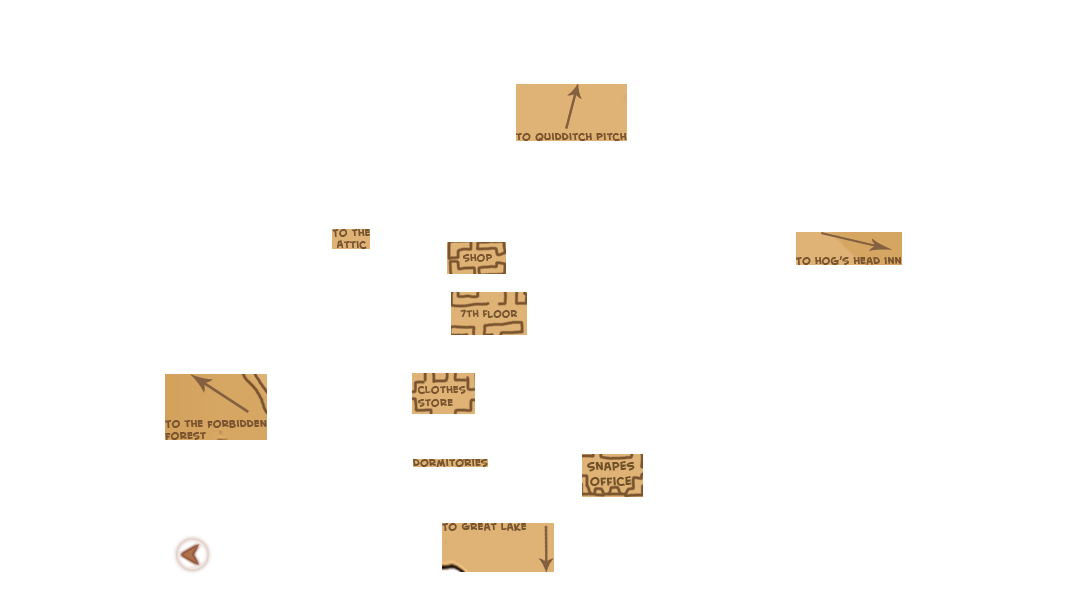 TO QUIDDITCH PITCH
TO THE
ATTIC
SHOP
TO HOG'S HEAD INN
7TH FLOOR
CLOTHES
STORE
TO THE FORBIDDEN
FOREST
DORMITORIES
SNAPES
OFFICE
TO GREAT LAKE